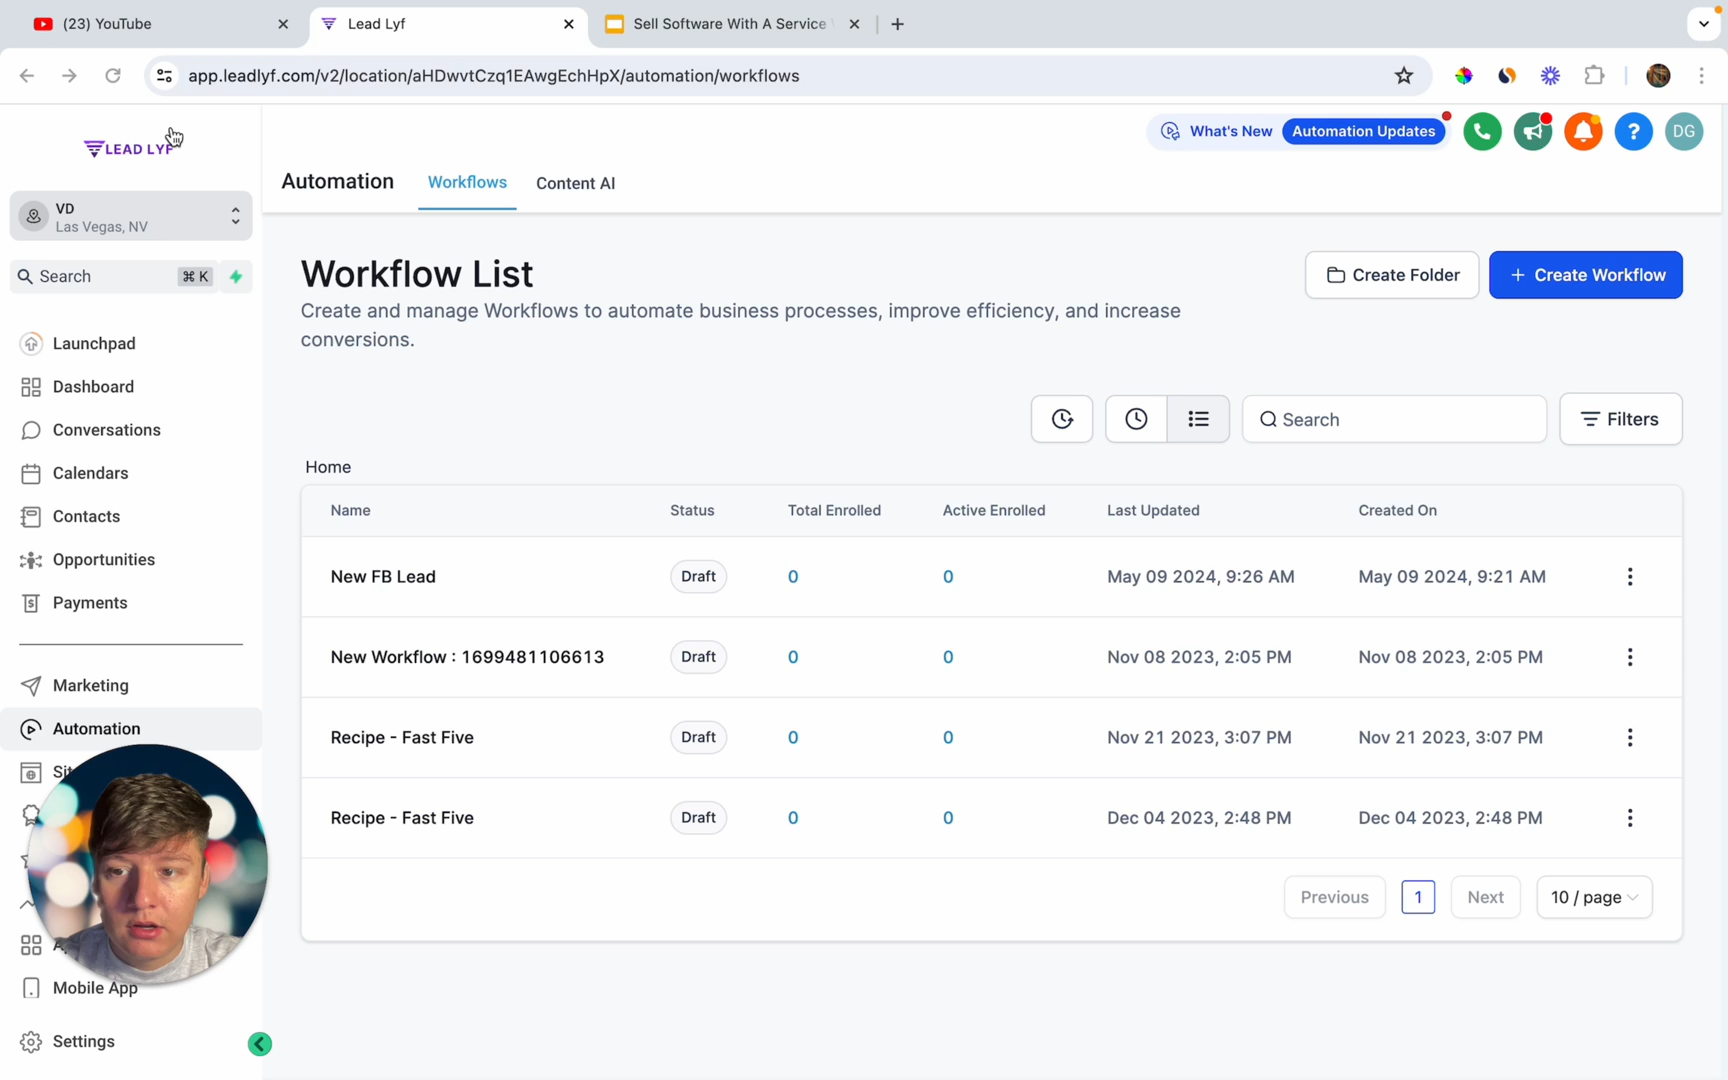 (23) YouTube
Lead Lyf
Sell Software With A Service
app.leadlyf.com/v2/location/aHDwvtCzq1EAwgEchHpX/automation/workflows
LEAD LYF
What's New
Automation Updates
DG
Automation
Workflows
Content AI
VD
Las Vegas, NV
Search
⌘ K
Launchpad
Dashboard
Conversations
Calendars
Contacts
Opportunities
Payments
Marketing
Automation
Mobile App
Settings
Workflow List
Create and manage Workflows to automate business processes, improve efficiency, and increase
conversions.
Create Folder
+ Create Workflow
Search
Filters
Home
Name Status Total Enrolled Active Enrolled Last Updated Created On
New FB Lead Draft 0 0 May 09 2024, 9:26 AM May 09 2024, 9:21 AM
New Workflow : 1699481106613 Draft 0 0 Nov 08 2023, 2:05 PM Nov 08 2023, 2:05 PM
Recipe - Fast Five Draft 0 0 Nov 21 2023, 3:07 PM Nov 21 2023, 3:07 PM
Recipe - Fast Five Draft 0 0 Dec 04 2023, 2:48 PM Dec 04 2023, 2:48 PM
Previous 1 Next 10 / page